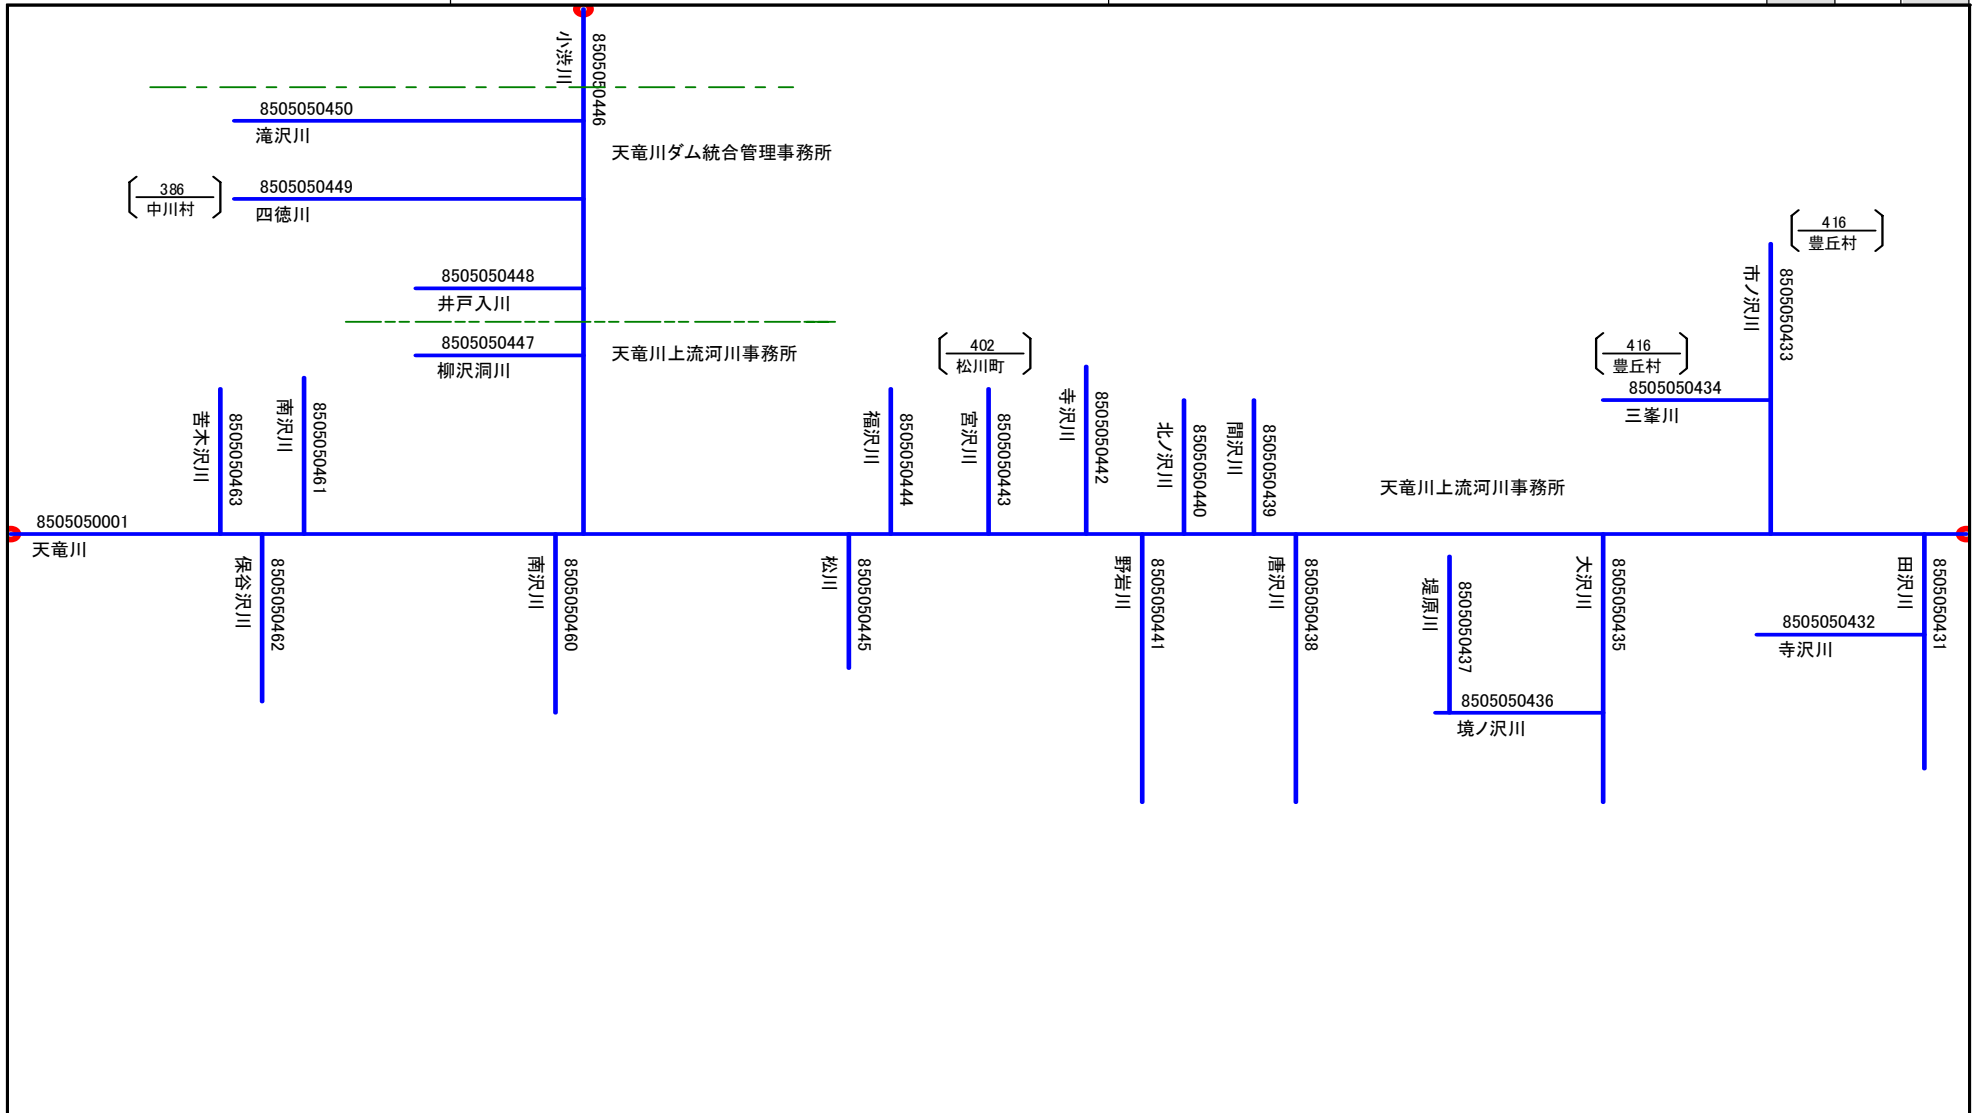 小渋川
8505050446
8505050450
滝沢川
天竜川ダム統合管理事務所
386
中川村
8505050449
四徳川
416
豊丘村
8505050448
井戸入川
市ノ沢川
8505050433
8505050447
柳沢洞川
天竜川上流河川事務所
402
松川町
416
豊丘村
8505050434
三峯川
苦木沢川
8505050463
南沢川
8505050461
福沢川
8505050444
宮沢川
8505050443
寺沢川
8505050442
北ノ沢川
8505050440
間沢川
8505050439
天竜川上流河川事務所
8505050001
天竜川
保谷沢川
8505050462
南沢川
8505050460
松川
8505050445
野岩川
8505050441
唐沢川
8505050438
堤原川
8505050437
大沢川
8505050435
田沢川
8505050431
8505050432
寺沢川
8505050436
境ノ沢川